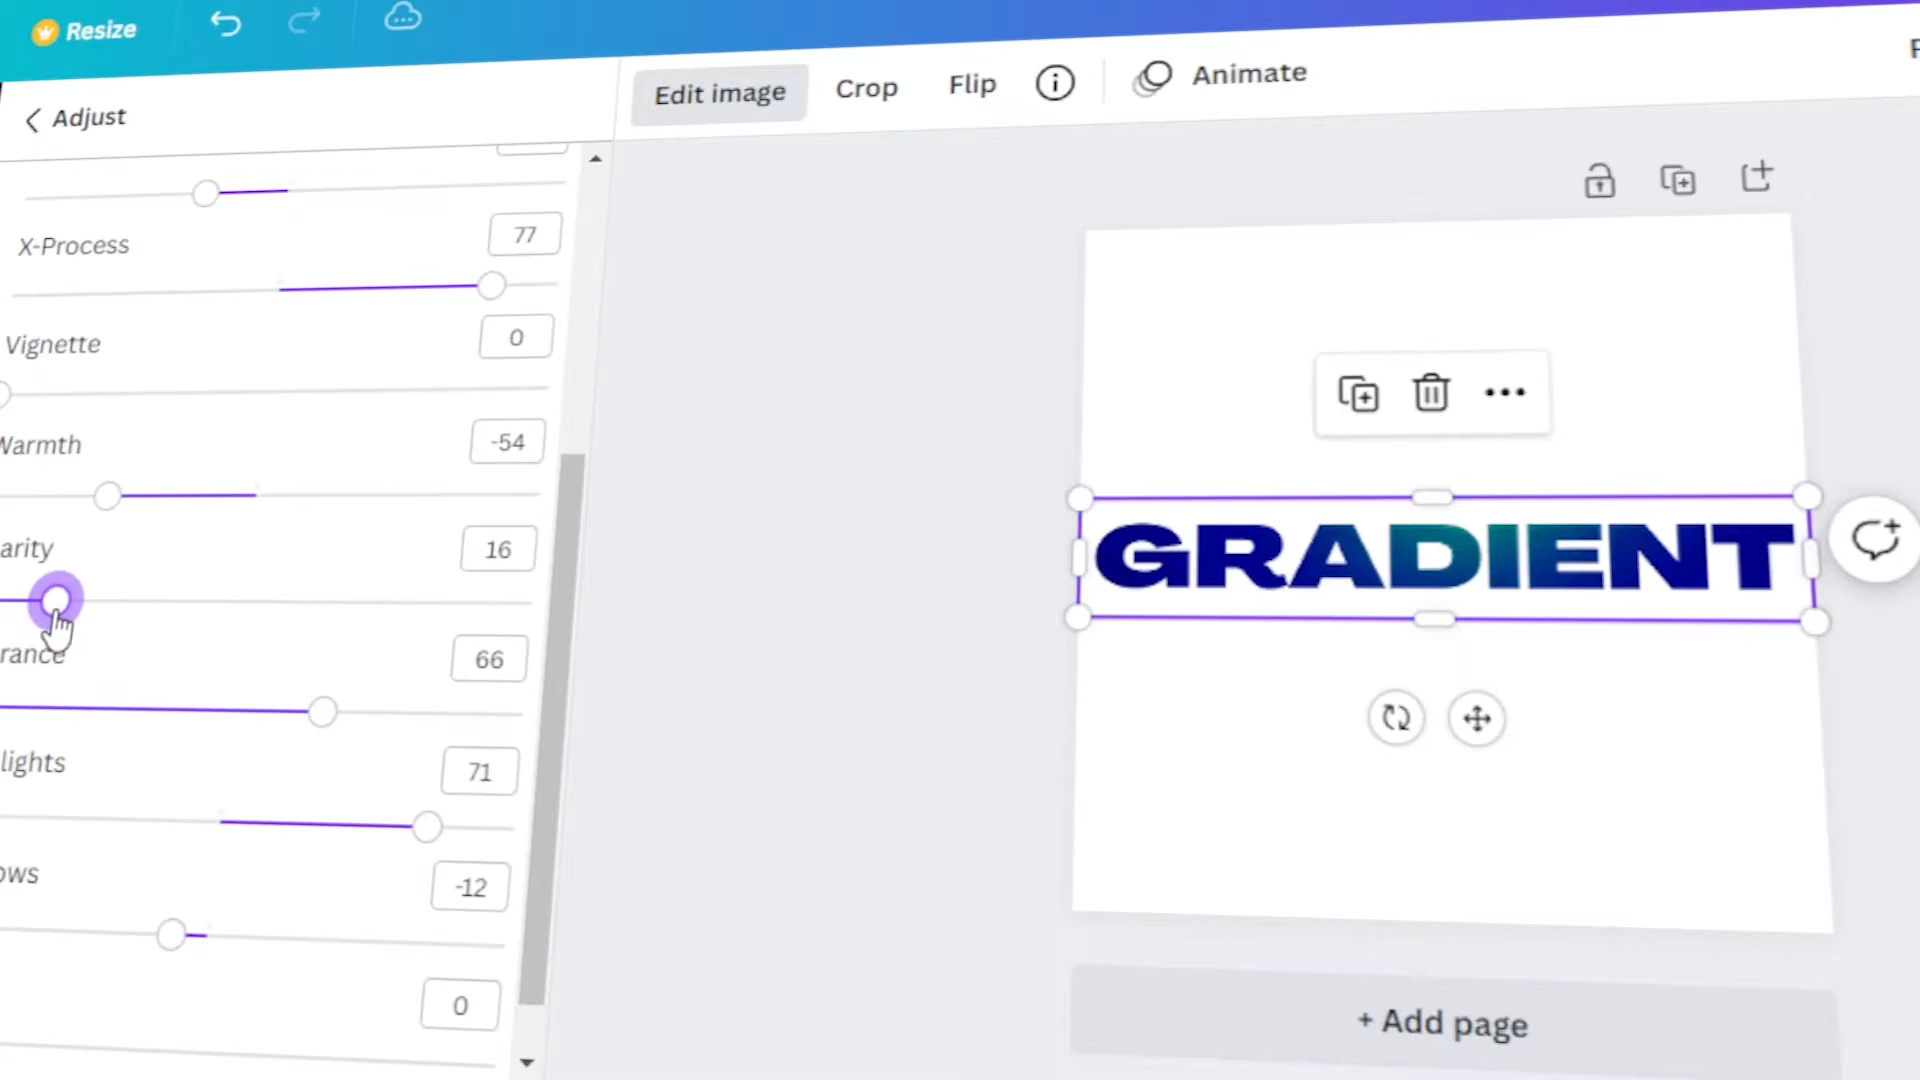 Resize
Adjust
Edit image
Crop
Flip
Animate
X-Process
77
Vignette
0
Warmth
-54
arity
16
rance
66
lights
71
ows
-12
0
GRADIENT
+ Add page